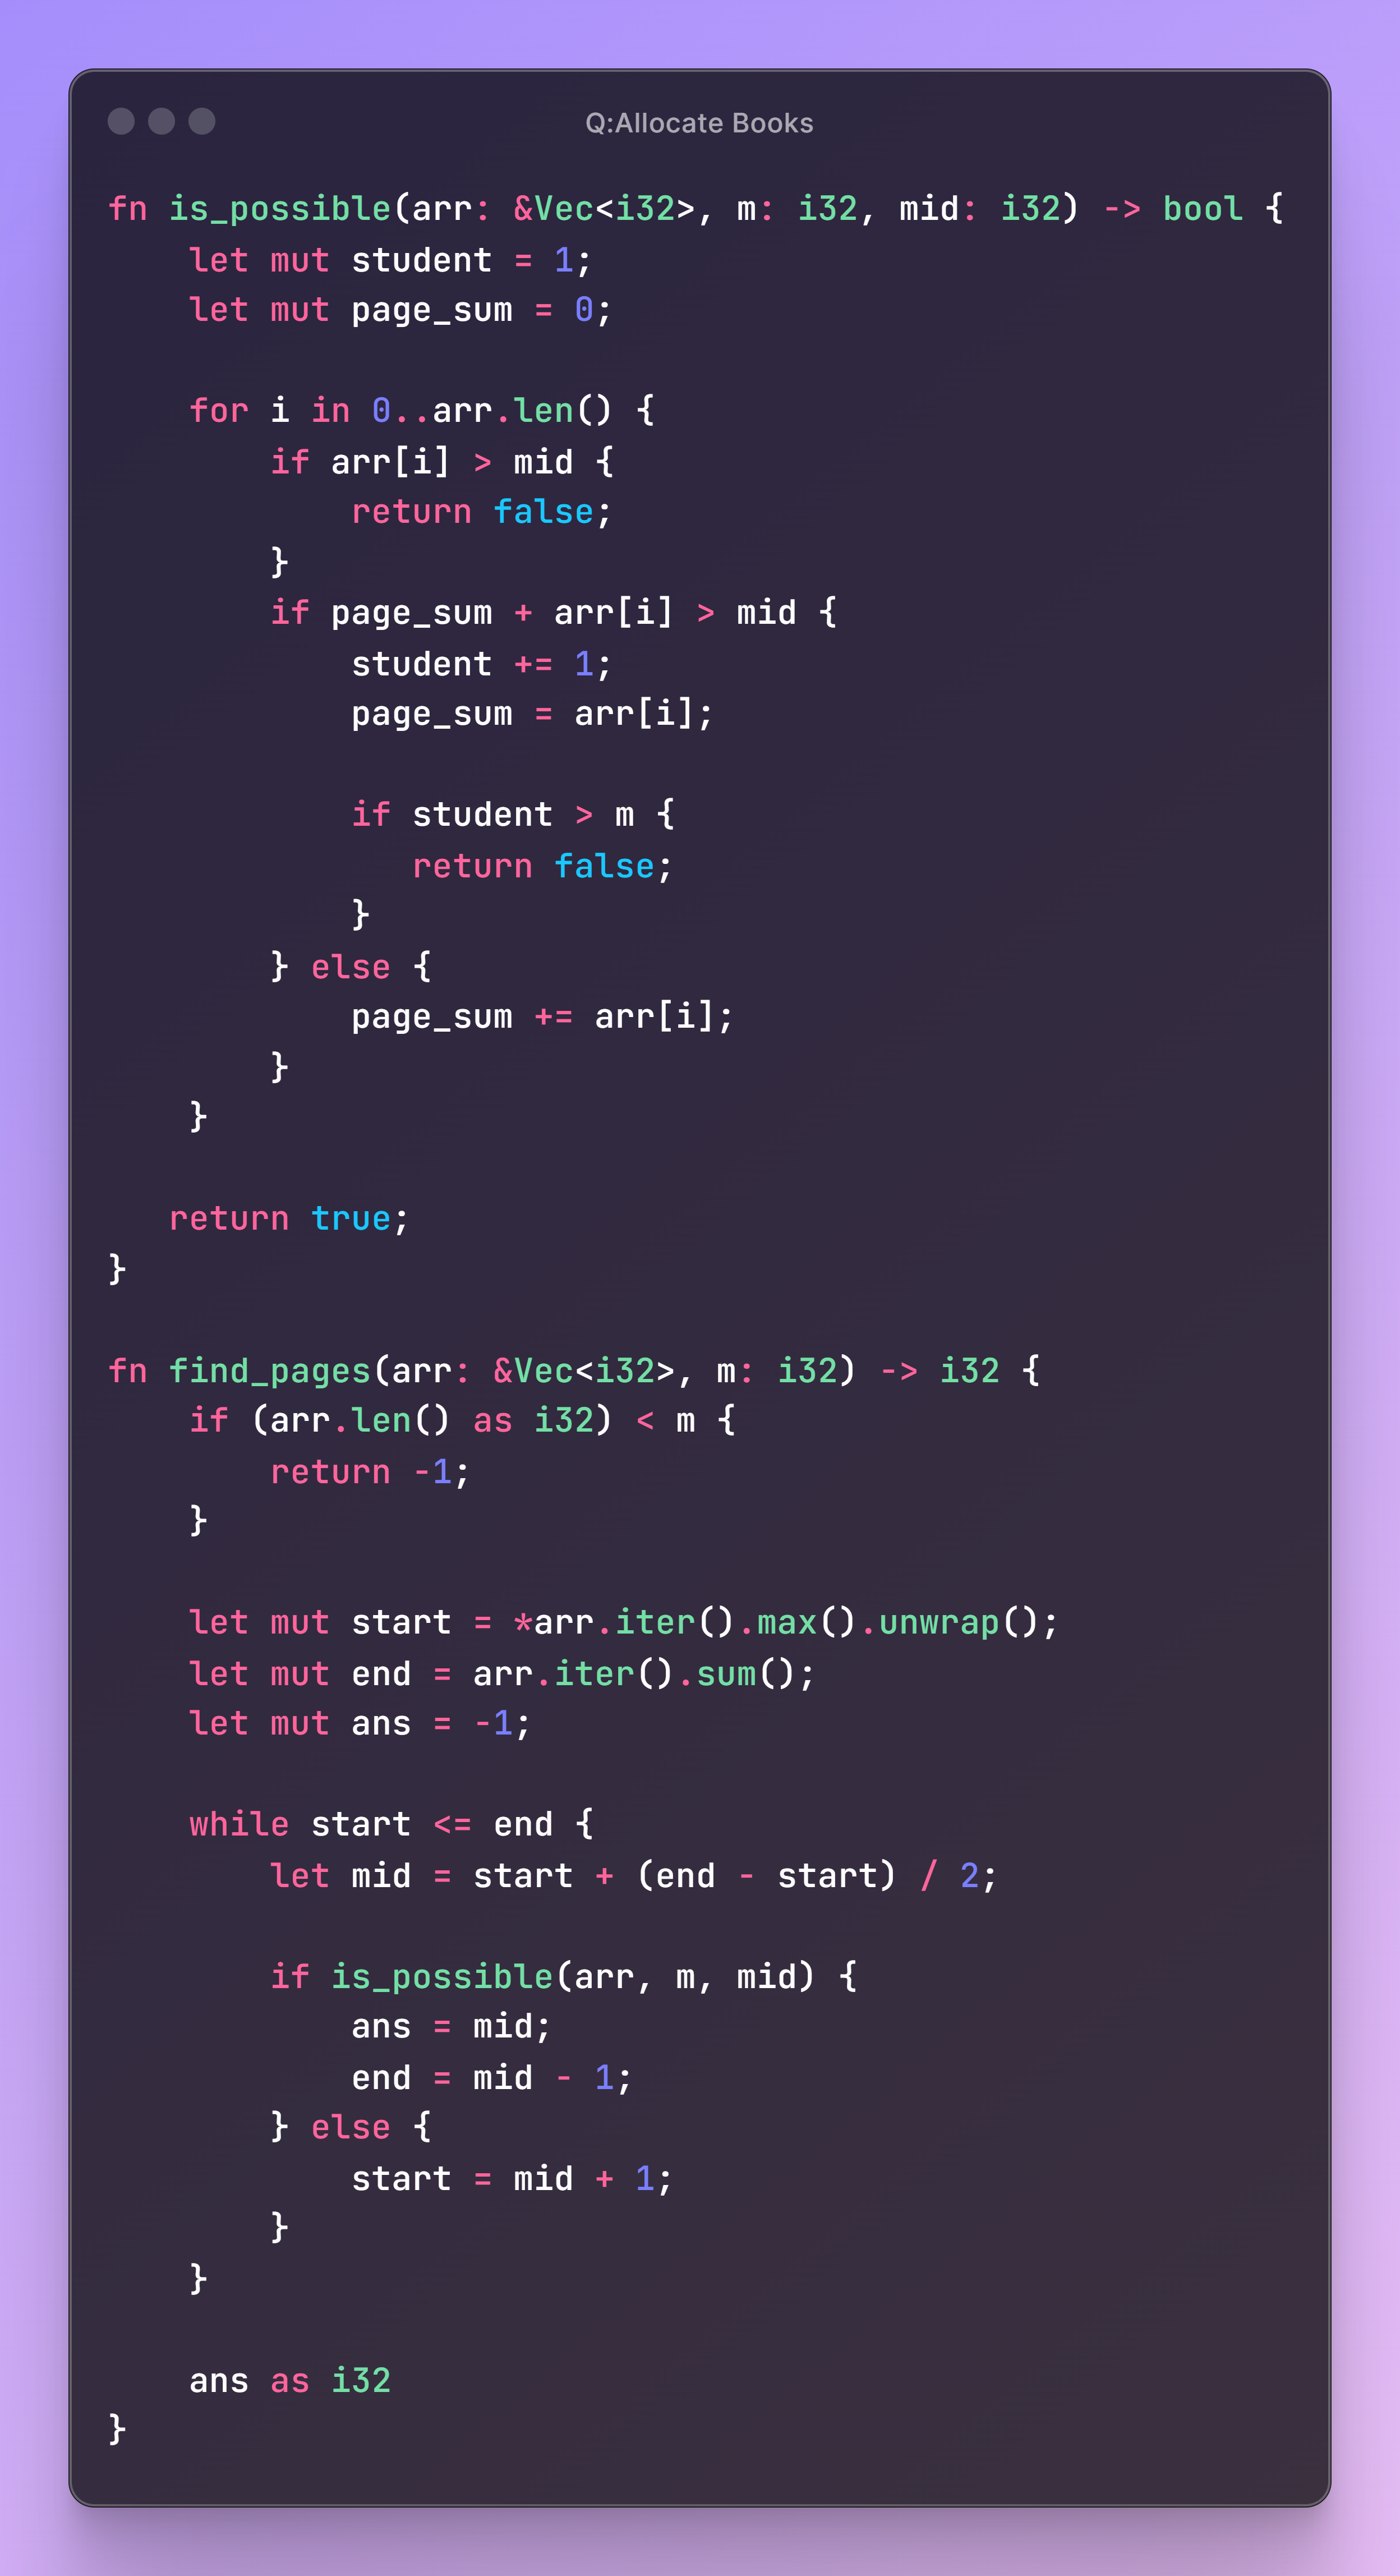 Q:Allocate Books
fn is_possible(arr: &Vec<i32>, m: i32, mid: i32) -> bool {
    let mut student = 1;
    let mut page_sum = 0;

    for i in 0..arr.len() {
        if arr[i] > mid {
            return false;
        }
        if page_sum + arr[i] > mid {
            student += 1;
            page_sum = arr[i];

            if student > m {
               return false;
            }
        } else {
            page_sum += arr[i];
        }
    }

   return true;
}

fn find_pages(arr: &Vec<i32>, m: i32) -> i32 {
    if (arr.len() as i32) < m {
        return -1;
    }

    let mut start = *arr.iter().max().unwrap();
    let mut end = arr.iter().sum();
    let mut ans = -1;

    while start <= end {
        let mid = start + (end - start) / 2;

        if is_possible(arr, m, mid) {
            ans = mid;
            end = mid - 1;
        } else {
            start = mid + 1;
        }
    }

    ans as i32
}